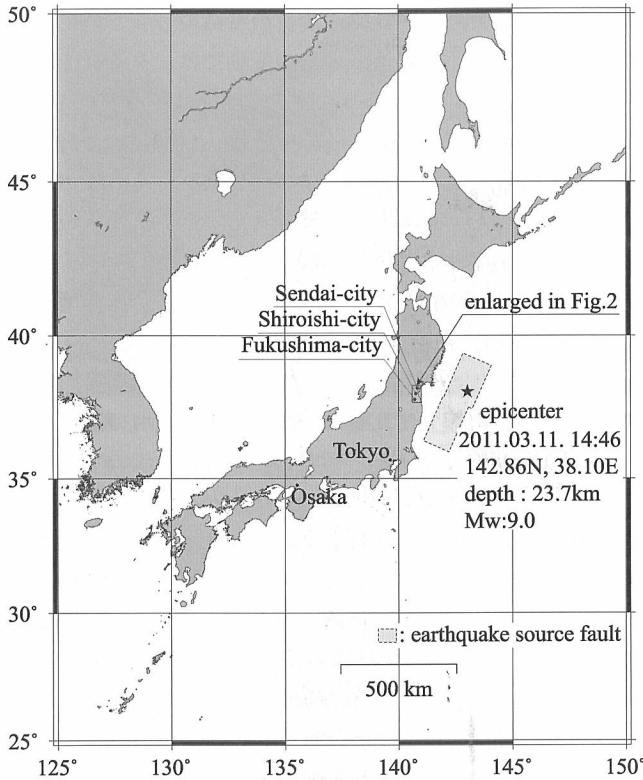 50°
45°
40°
35°
30°
25°
125°
130°
135°
140°
145°
150°
Sendai-city
Shiroishi-city
Fukushima-city
enlarged in Fig.2
epicenter
2011.03.11. 14:46
142.86N, 38.10E
depth : 23.7km
Mw:9.0
Tokyo
Osaka
: earthquake source fault
500 km